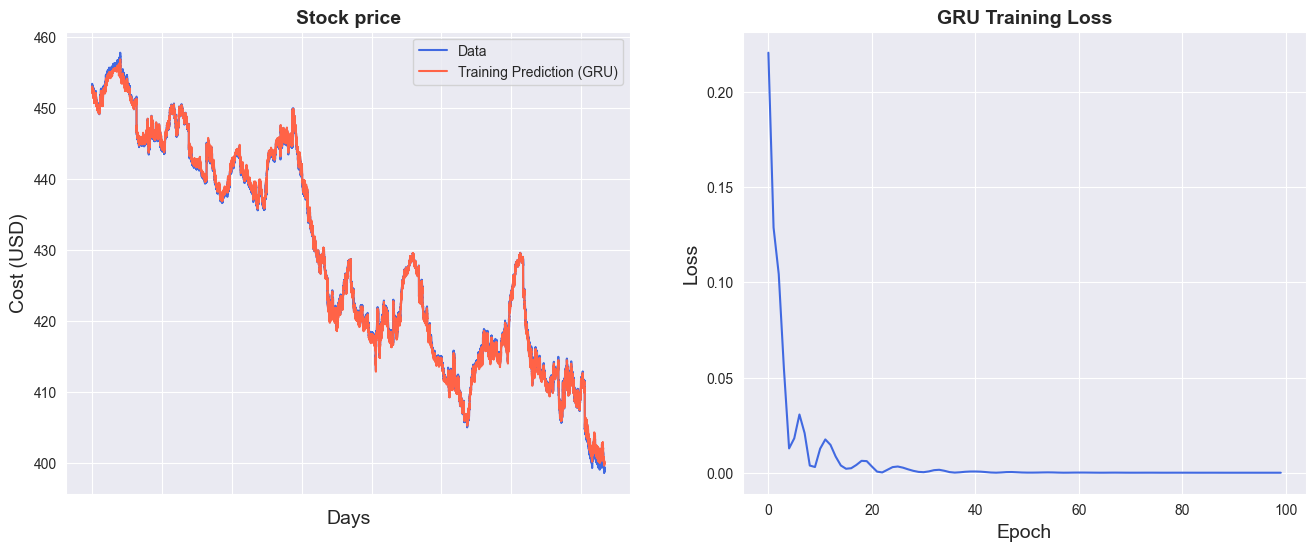 Stock price
460
450
440
430
420
410
400
Cost (USD)
Days
Data
Training Prediction (GRU)
GRU Training Loss
0.20
0.15
0.10
0.05
0.00
Loss
0 20 40 60 80 100
Epoch